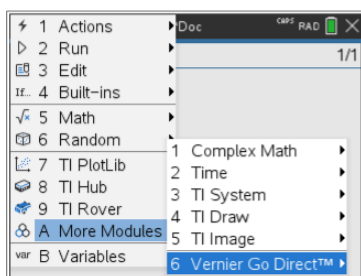 1 Actions
2 Run
3 Edit
If... 4 Built-ins
5 Math
6 Random
7 TI PlotLib
8 TI Hub
9 TI Rover
A More Modules
var B Variables
Doc CAPS RAD
1/1
1 Complex Math
2 Time
3 TI System
4 TI Draw
5 TI Image
6 Vernier Go Direct™